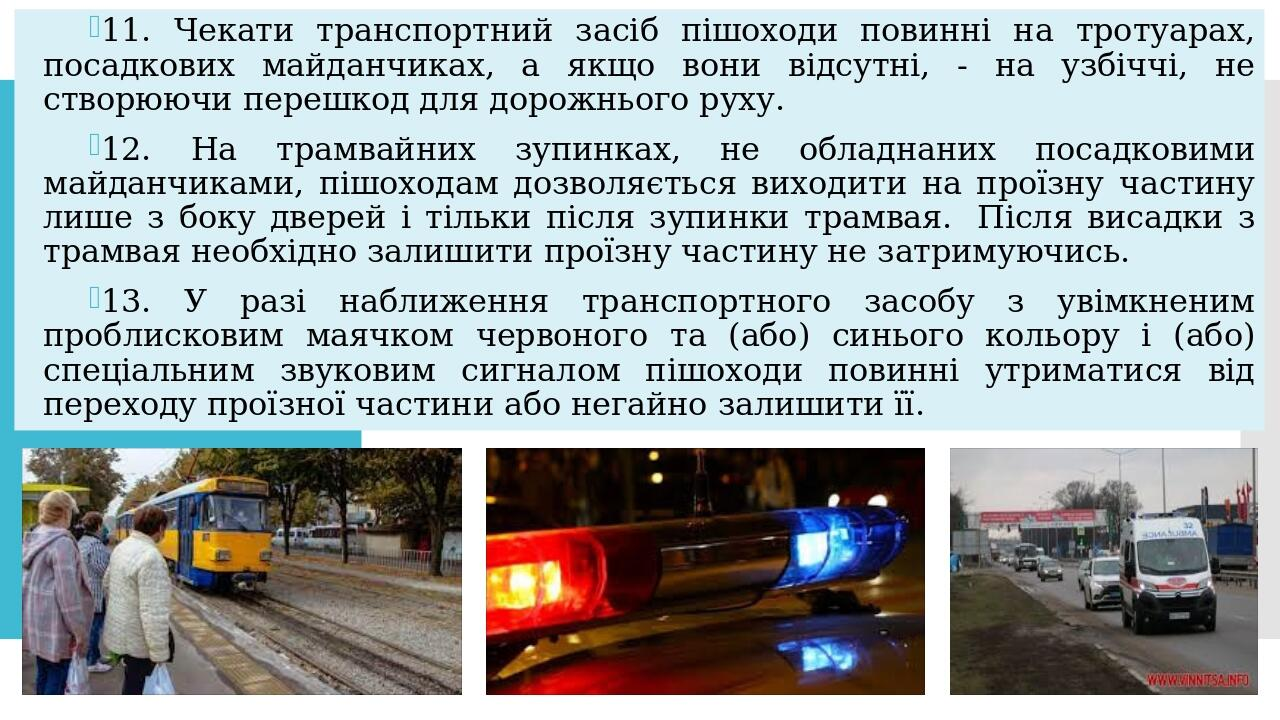 11. Чекати транспортний засіб пішоходи повинні на тротуарах,
посадкових майданчиках, а якщо вони відсутні, - на узбіччі, не
створюючи перешкод для дорожнього руху.
12. На трамвайних зупинках, не обладнаних посадковими
майданчиками, пішоходам дозволяється виходити на проїзну частину
лише з боку дверей і тільки після зупинки трамвая. Після висадки з
трамвая необхідно залишити проїзну частину не затримуючись.
13. У разі наближення транспортного засобу з увімкненим
проблисковим маячком червоного та (або) синього кольору і (або)
спеціальним звуковим сигналом пішоходи повинні утриматися від
переходу проїзної частини або негайно залишити її.
32
AMBULANCE
WWW.VINNITSA.INFO